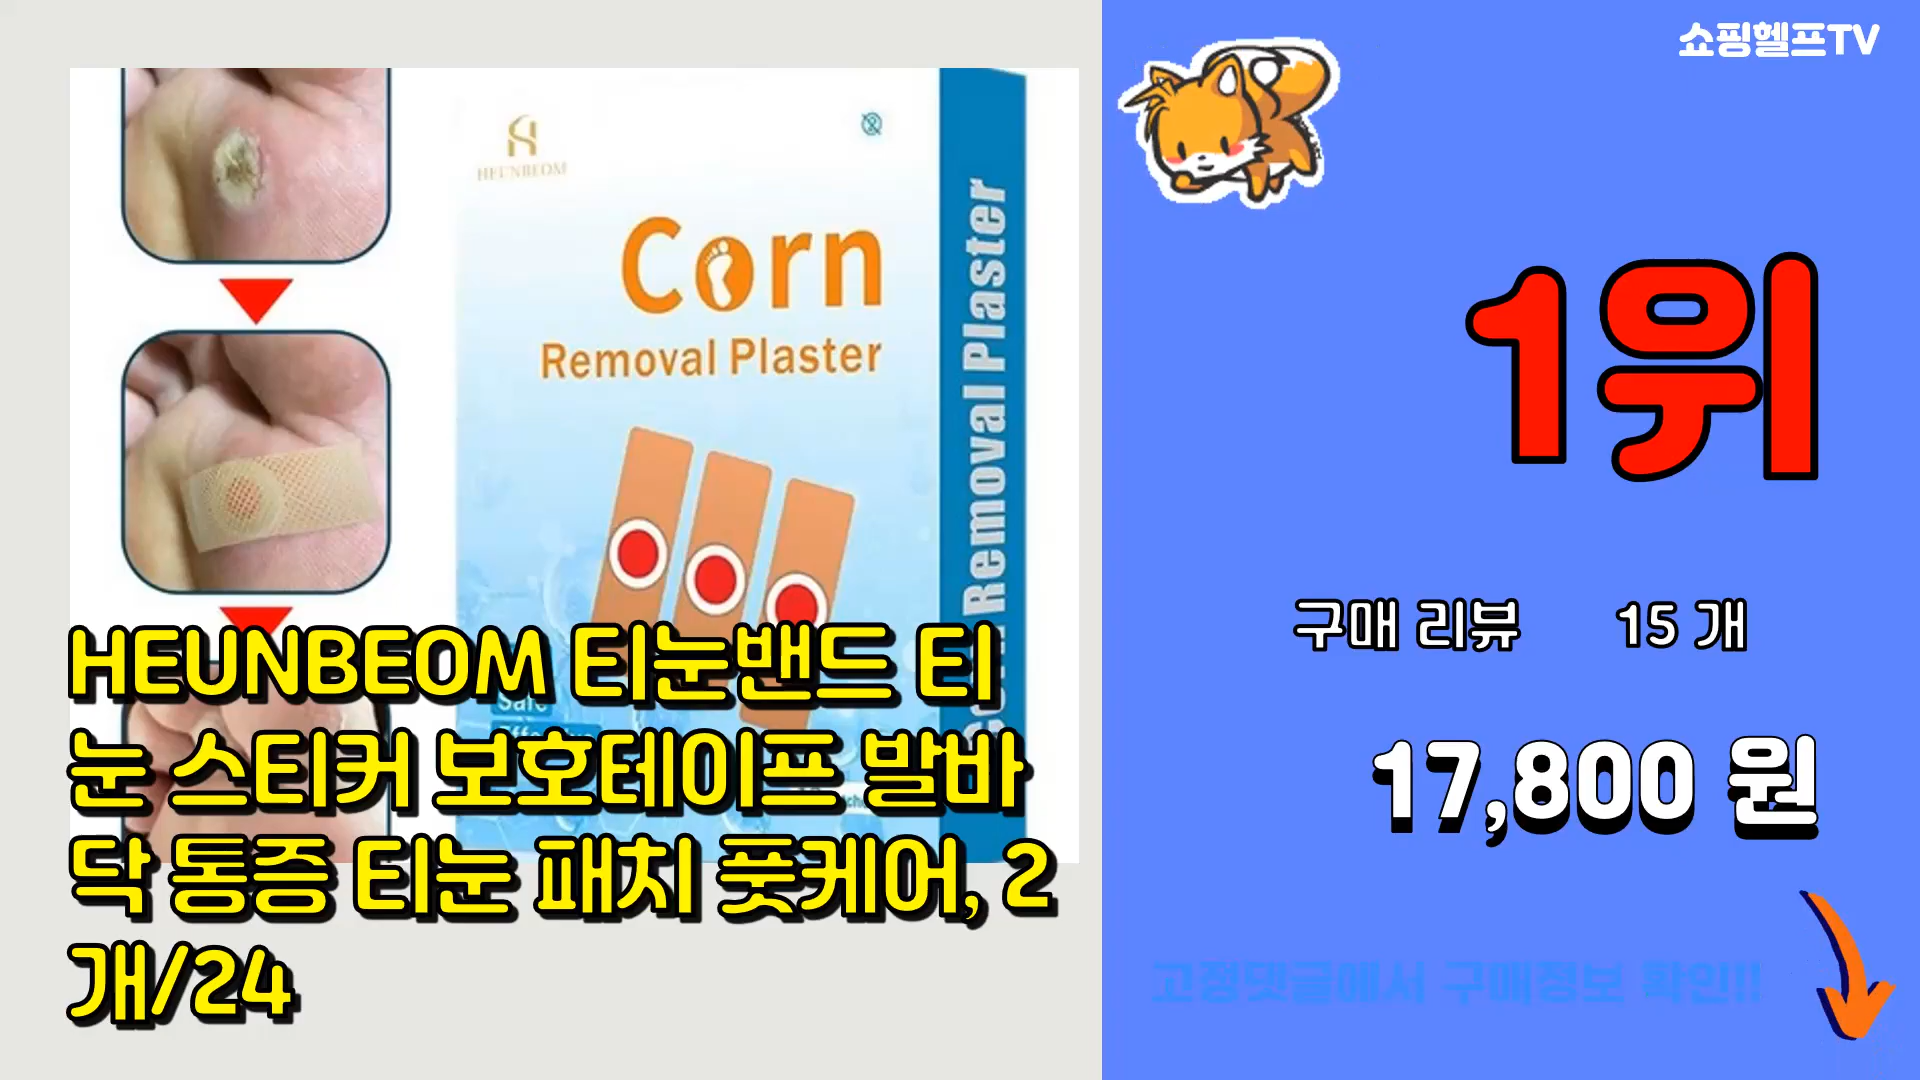 쇼핑헬프TV
HEUNBEOM
Corn
Removal Plaster
Corn Removal Plaster
Safe
HEUNBEOM 티눈밴드 티
눈 스티커 보호테이프 발바
닥 통증 티눈 패치 풋케어, 2
개/24
1위
구매 리뷰 15 개
17,800 원
고정댓글에서 구매정보 확인!!